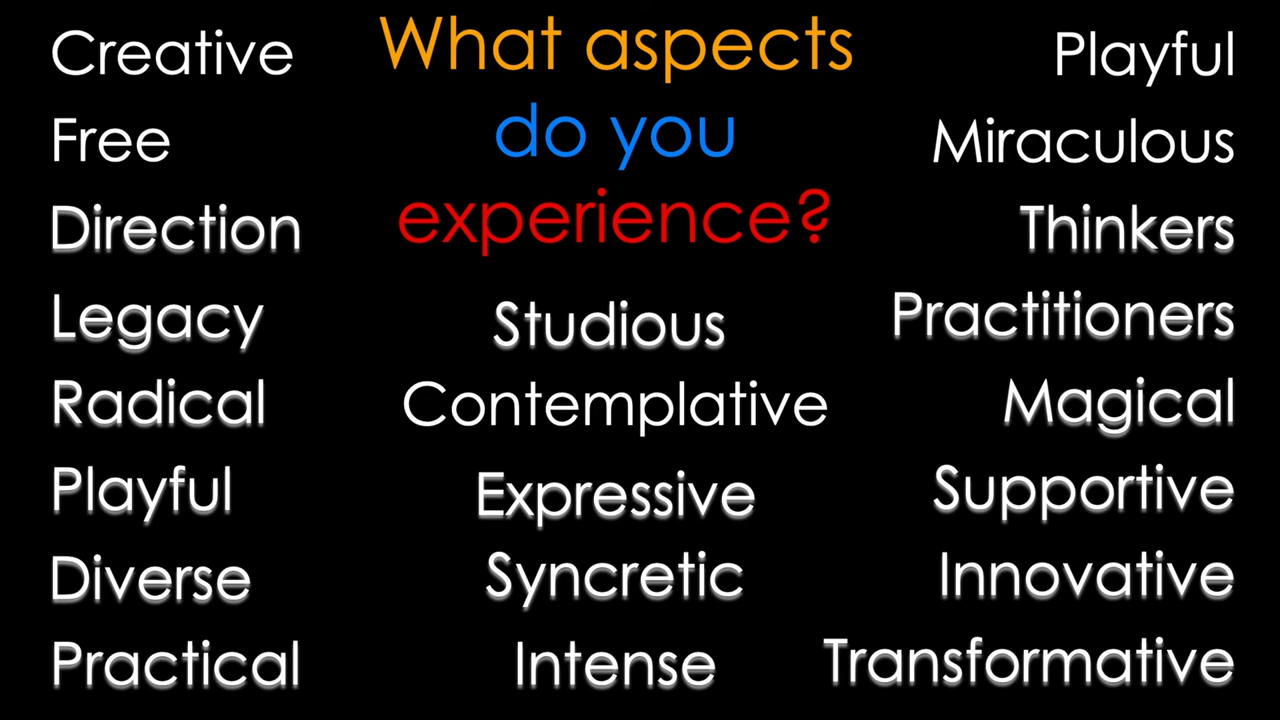 What aspects
do you
experience?
Creative
Free
Direction
Legacy
Radical
Playful
Diverse
Practical
Studious
Contemplative
Expressive
Syncretic
Intense
Playful
Miraculous
Thinkers
Practitioners
Magical
Supportive
Innovative
Transformative